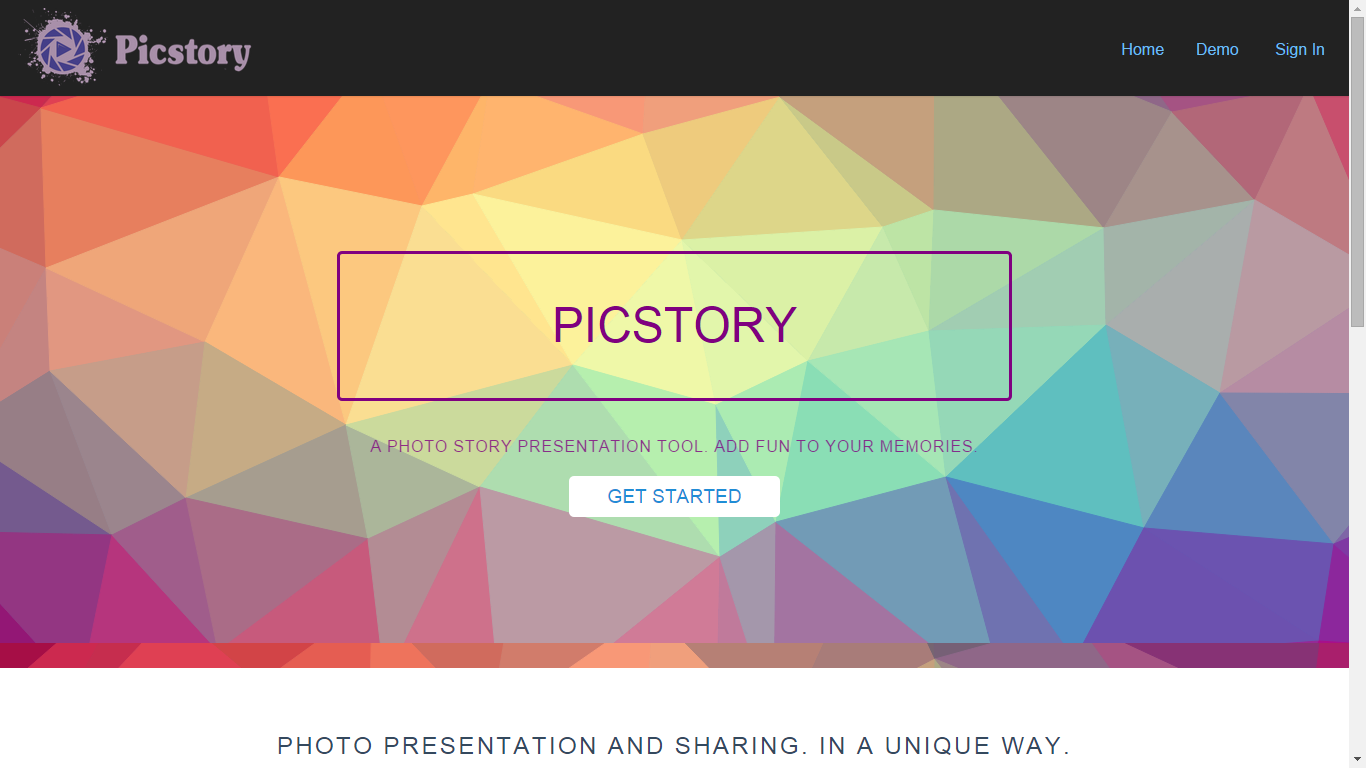 Picstory
Home Demo Sign In
PICSTORY
A PHOTO STORY PRESENTATION TOOL. ADD FUN TO YOUR MEMORIES.
GET STARTED
PHOTO PRESENTATION AND SHARING. IN A UNIQUE WAY.